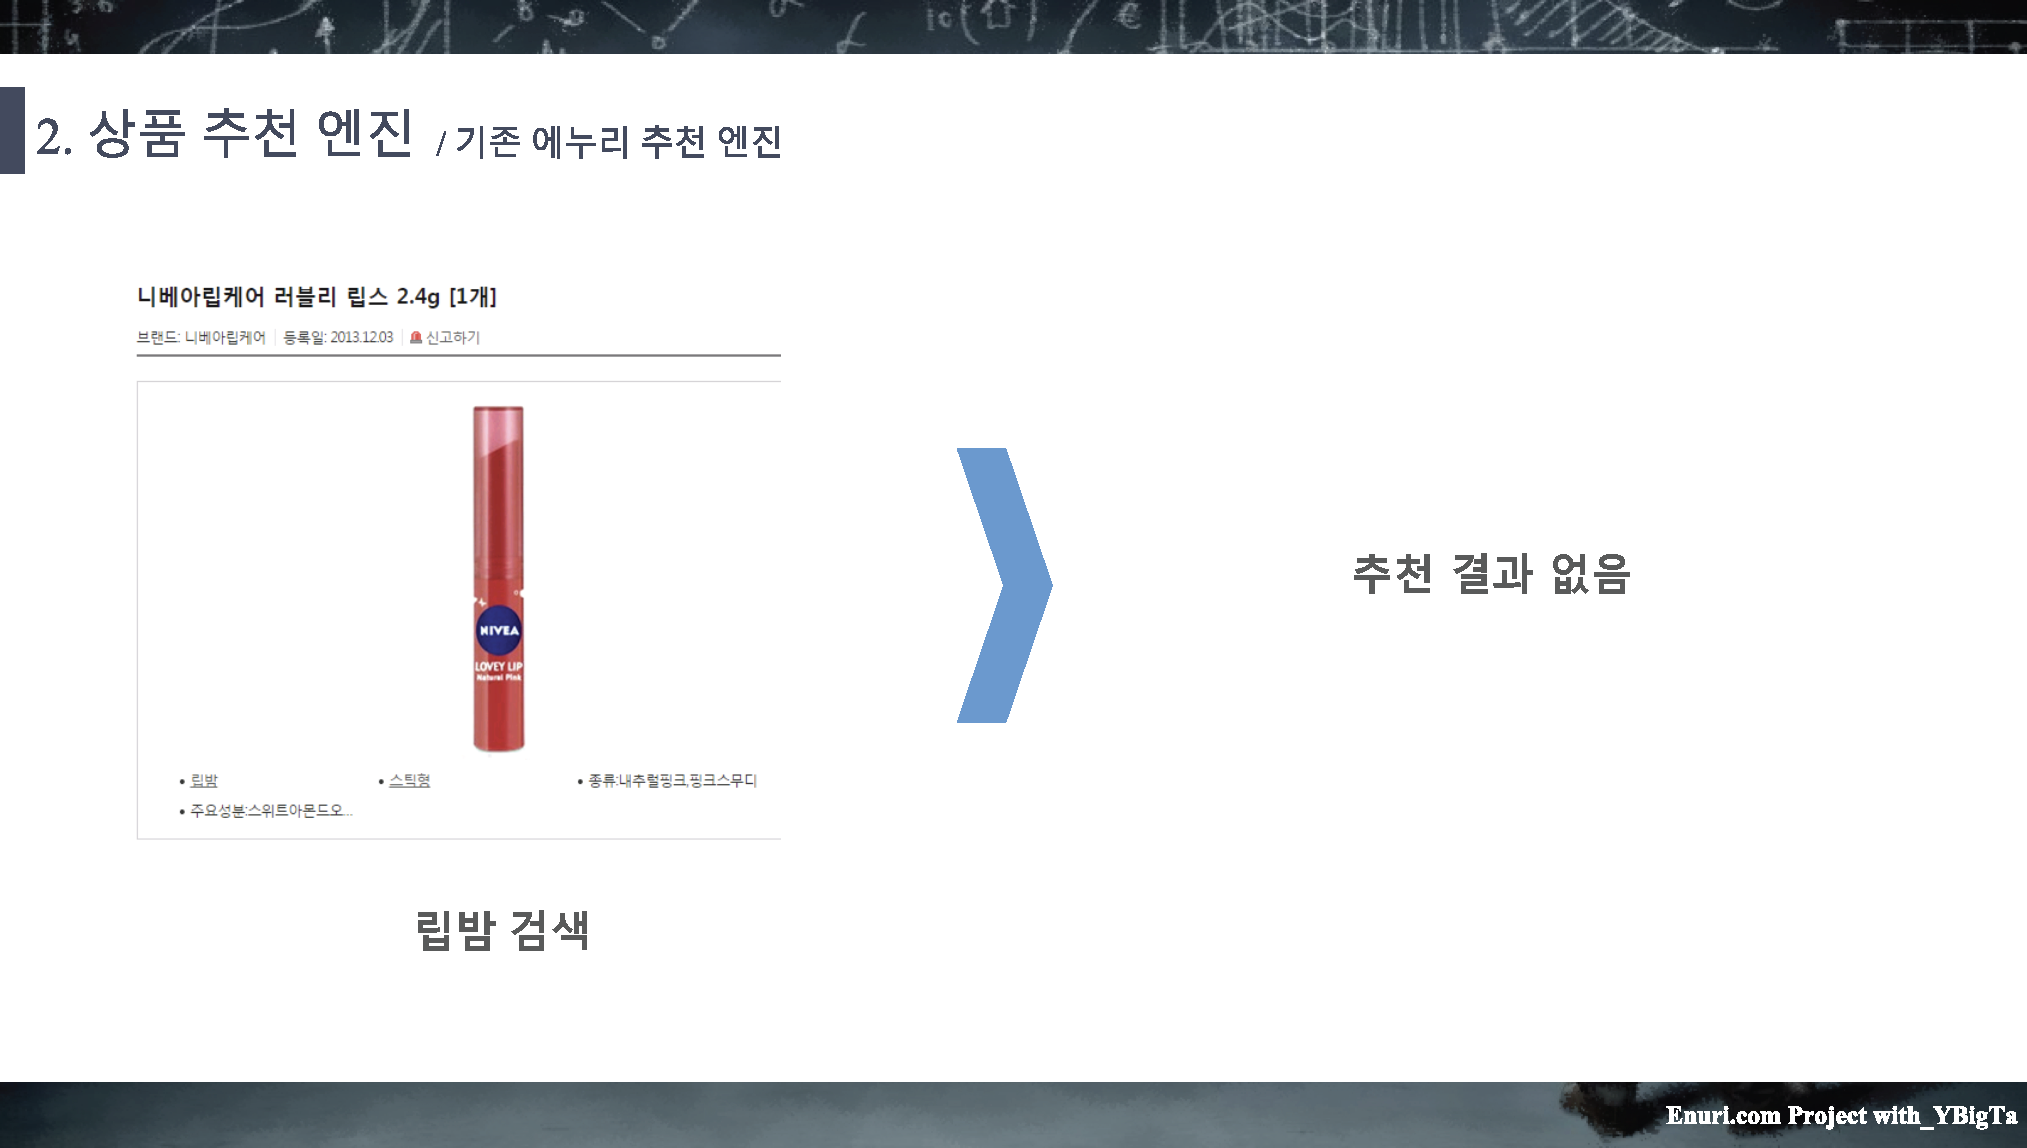 2. 상품 추천 엔진 / 기존 에누리 추천 엔진
니베아립케어 러블리 립스 2.4g [1개]
브랜드: 니베아립케어 등록일: 2013.12.03 신고하기
NIVEA
LOVEY LIP
Natural Pink
• 립밤 • 스틱형 • 종류:내추럴핑크,핑크스무디
• 주요성분:스위트아몬드오...
추천 결과 없음
립밤 검색
Enuri.com Project with_YBigTa